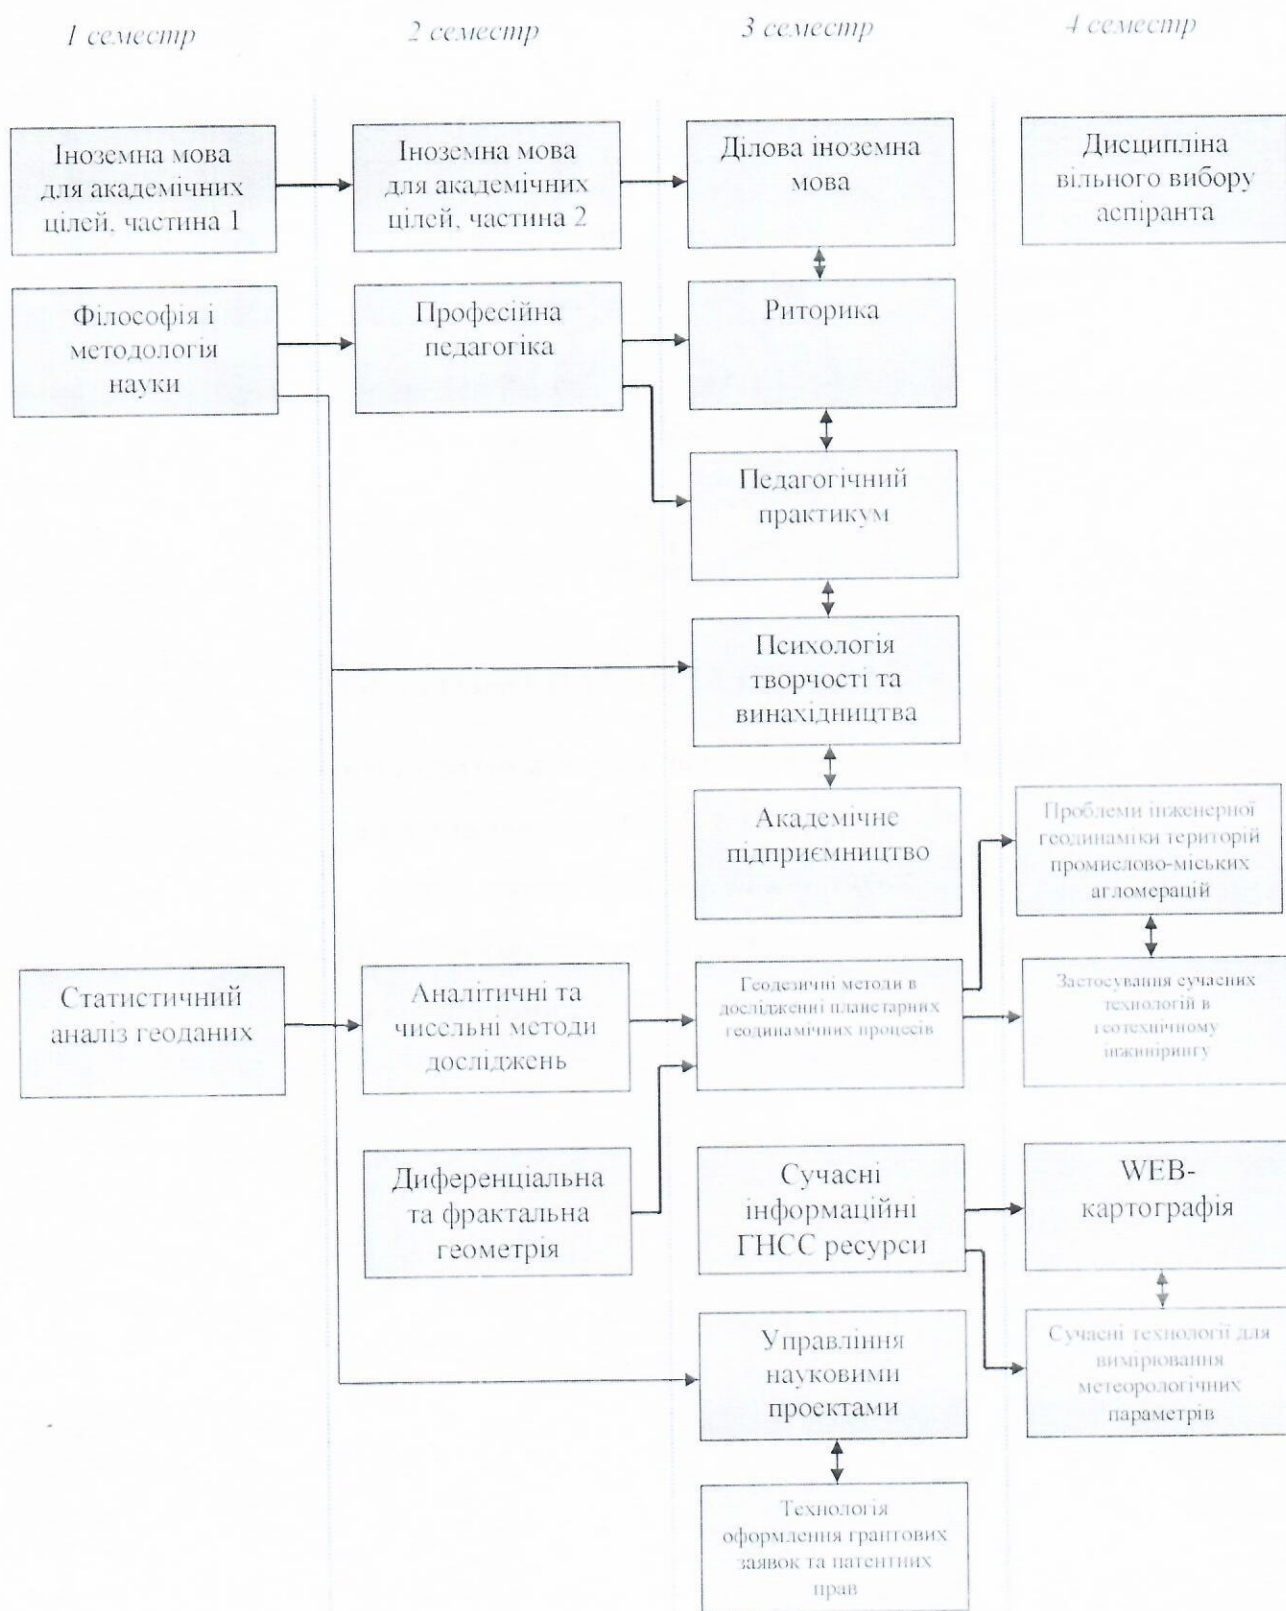 1 семестр
2 семестр
3 семестр
4 семестр
Іноземна мова
для академічних
цілей, частина 1
Іноземна мова
для академічних
цілей, частина 2
Ділова іноземна
мова
Дисципліна
вільного вибору
аспіранта
Філософія і
методологія
науки
Професійна
педагогіка
Риторика
Педагогічний
практикум
Психологія
творчості та
винахідництва
Академічне
підприємництво
Проблеми інженерної
геодинаміки територій
промислово-міських
агломерацій
Статистичний
аналіз геоданих
Аналітичні та
чисельні методи
досліджень
Геодезичні методи в
дослідженні планетарних
геодинамічних процесів
Застосування сучасних
технологій в
геотехнічному
інжинірингу
Диференціальна
та фрактальна
геометрія
Сучасні
інформаційні
ГНСС ресурси
WEB-
картографія
Управління
науковими
проектами
Сучасні технології для
вимірювання
метеорологічних
параметрів
Технологія
оформлення грантових
заявок та патентних
прав